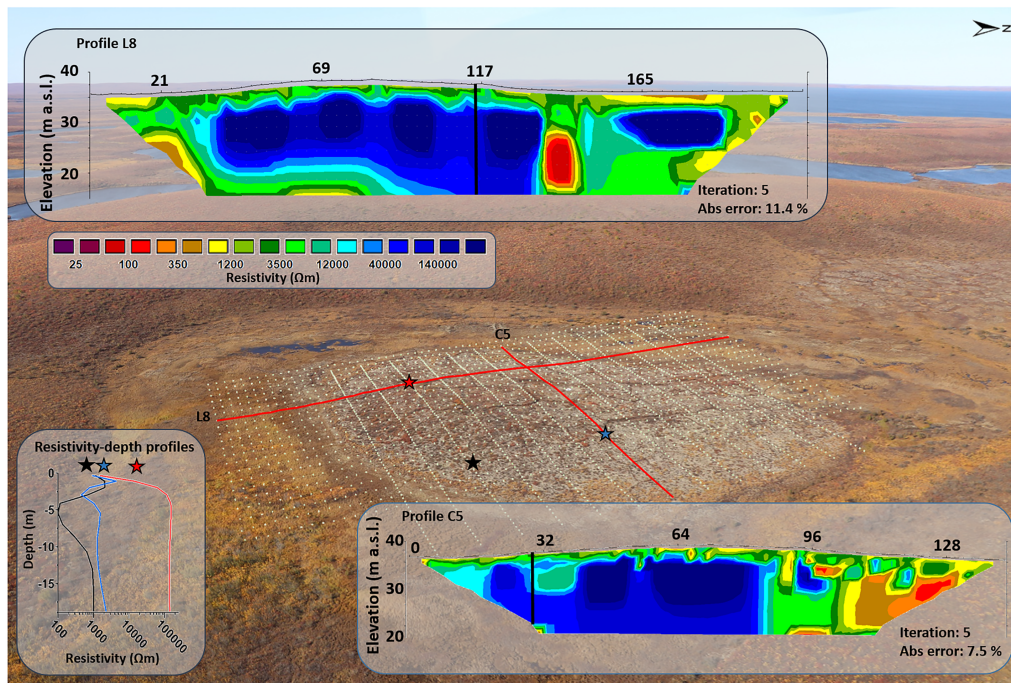 N
Profile L8
21 69 117 165
40
30
20
Elevation (m a.s.l.)
Iteration: 5
Abs error: 11.4 %
25 100 350 1200 3500 12000 40000 140000
Resistivity (Ωm)
C5
L8
Resistivity-depth profiles
0
-5
-10
-15
Depth (m)
100 1000 10000 100000
Resistivity (Ωm)
Profile C5
0 32 64 96 128
40
30
20
Elevation (m a.s.l.)
Iteration: 5
Abs error: 7.5 %